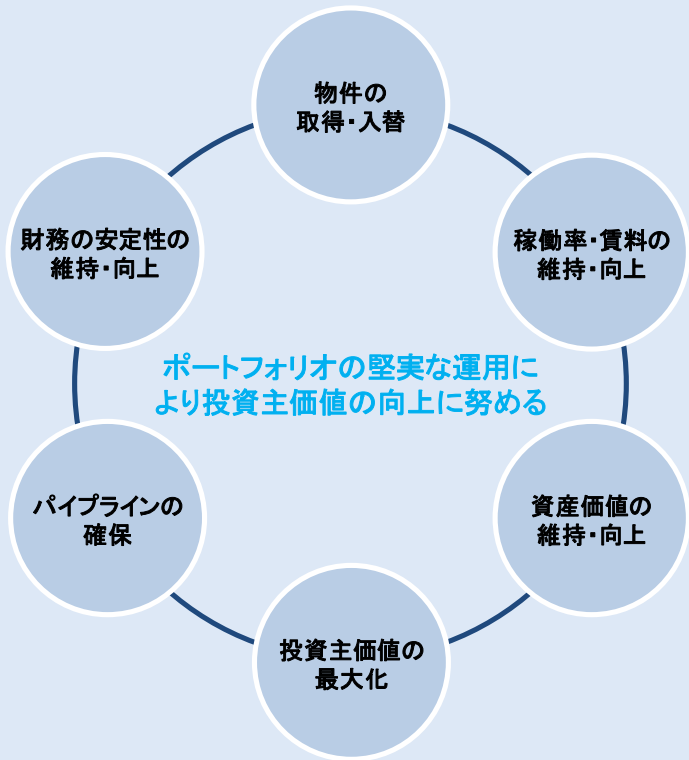 物件の
取得・入替
稼働率・賃料の
維持・向上
資産価値の
維持・向上
投資主価値の
最大化
パイプラインの
確保
財務の安定性の
維持・向上
ポートフォリオの堅実な運用に
より投資主価値の向上に努める